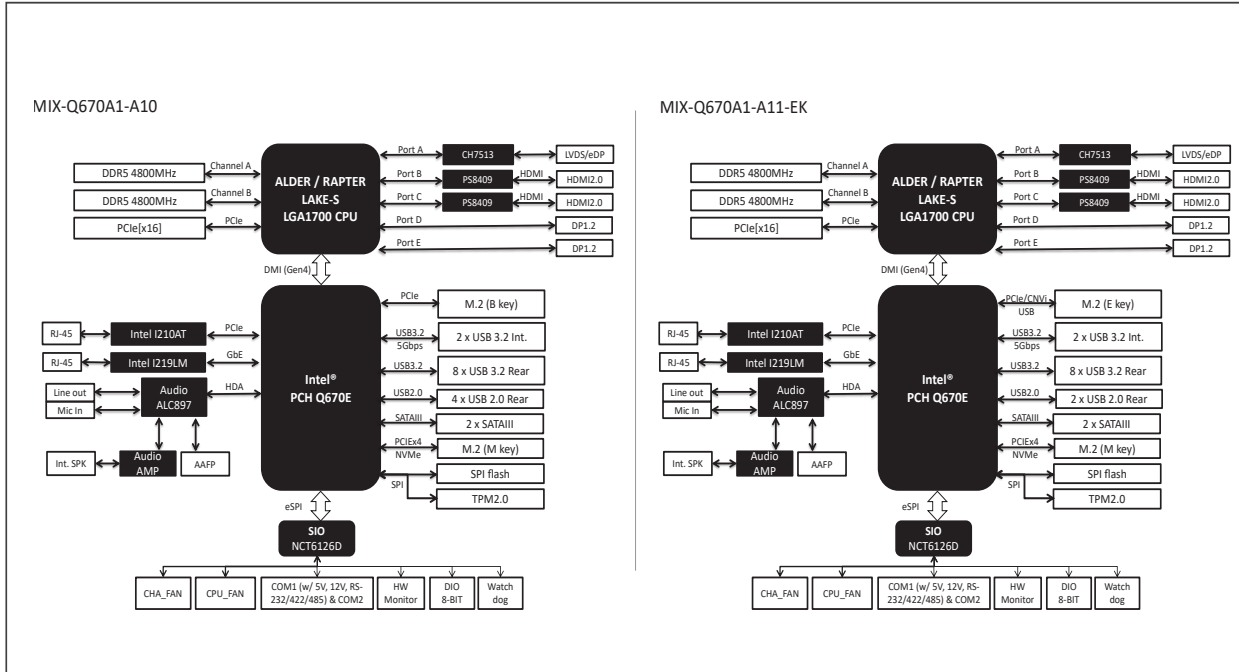 MIX-Q670A1-A10
DDR5 4800MHz
Channel A
DDR5 4800MHz
Channel B
PCIe[x16]
PCIe
ALDER / RAPTER
LAKE-S
LGA1700 CPU
Port A
CH7513
LVDS/eDP
Port B
PS8409
HDMI
HDMI2.0
Port C
PS8409
HDMI
HDMI2.0
Port D
DP1.2
Port E
DP1.2
DMI (Gen4)
RJ-45
Intel I210AT
PCIe
RJ-45
Intel I219LM
GbE
Line out
Mic In
Audio
ALC897
HDA
Int. SPK
Audio
AMP
AAFP
Intel®
PCH Q670E
PCIe
M.2 (B key)
USB3.2
5Gbps
2 x USB 3.2 Int.
USB3.2
8 x USB 3.2 Rear
USB2.0
4 x USB 2.0 Rear
SATAIII
2 x SATAIII
PCIEx4
NVMe
M.2 (M key)
SPI
SPI flash
TPM2.0
eSPI
SIO
NCT6126D
CHA_FAN
CPU_FAN
COM1 (w/ 5V, 12V, RS-
232/422/485) & COM2
HW
Monitor
DIO
8-BIT
Watch
dog
MIX-Q670A1-A11-EK
DDR5 4800MHz
Channel A
DDR5 4800MHz
Channel B
PCIe[x16]
PCIe
ALDER / RAPTER
LAKE-S
LGA1700 CPU
Port A
CH7513
LVDS/eDP
Port B
PS8409
HDMI
HDMI2.0
Port C
PS8409
HDMI
HDMI2.0
Port D
DP1.2
Port E
DP1.2
DMI (Gen4)
RJ-45
Intel I210AT
PCIe
RJ-45
Intel I219LM
GbE
Line out
Mic In
Audio
ALC897
HDA
Int. SPK
Audio
AMP
AAFP
Intel®
PCH Q670E
PCIe/CNVi
USB
M.2 (E key)
USB3.2
5Gbps
2 x USB 3.2 Int.
USB3.2
8 x USB 3.2 Rear
USB2.0
2 x USB 2.0 Rear
SATAIII
2 x SATAIII
PCIEx4
NVMe
M.2 (M key)
SPI
SPI flash
TPM2.0
eSPI
SIO
NCT6126D
CHA_FAN
CPU_FAN
COM1 (w/ 5V, 12V, RS-
232/422/485) & COM2
HW
Monitor
DIO
8-BIT
Watch
dog